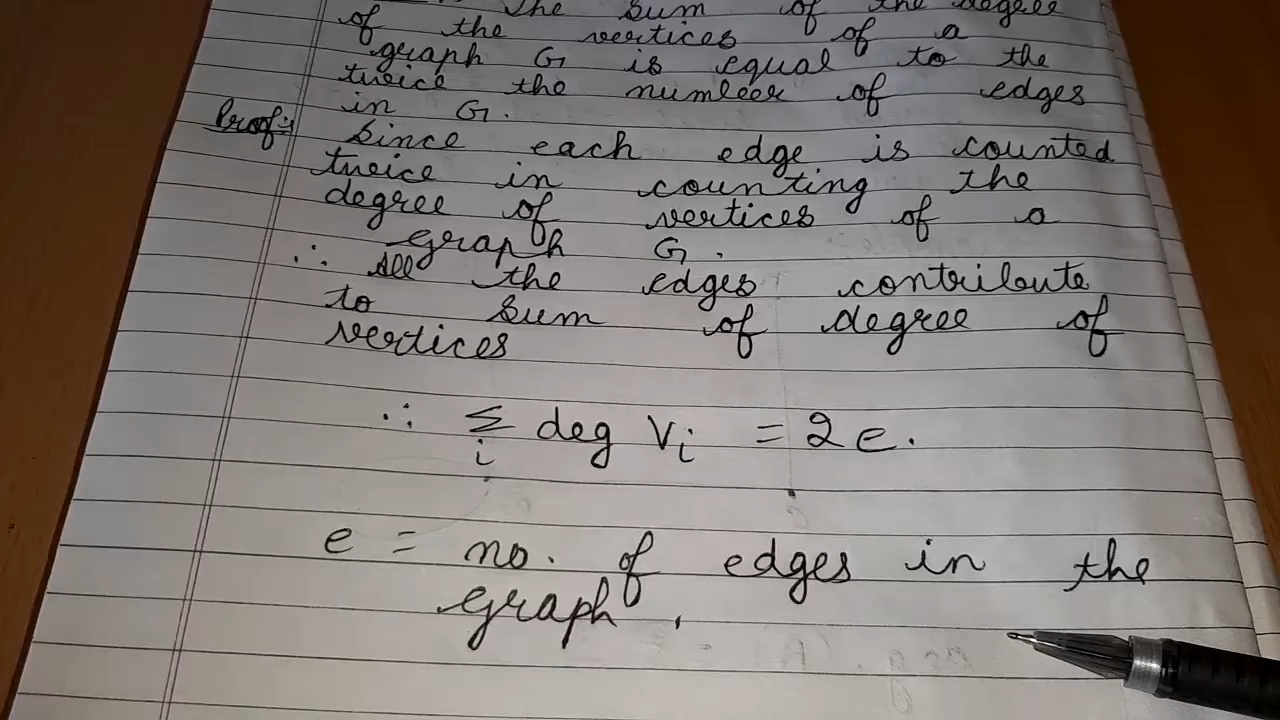 The sum of the degree
of the vertices of a
graph G is equal to the
twice the number of edges
in G.
Proof:- Since each edge is counted
twice in counting the
degree of vertices of a
graph G.
∴ All the edges contribute
to sum of degree of
vertices
∴ Σ deg Vi = 2e.
i
e = no. of edges in the
graph.